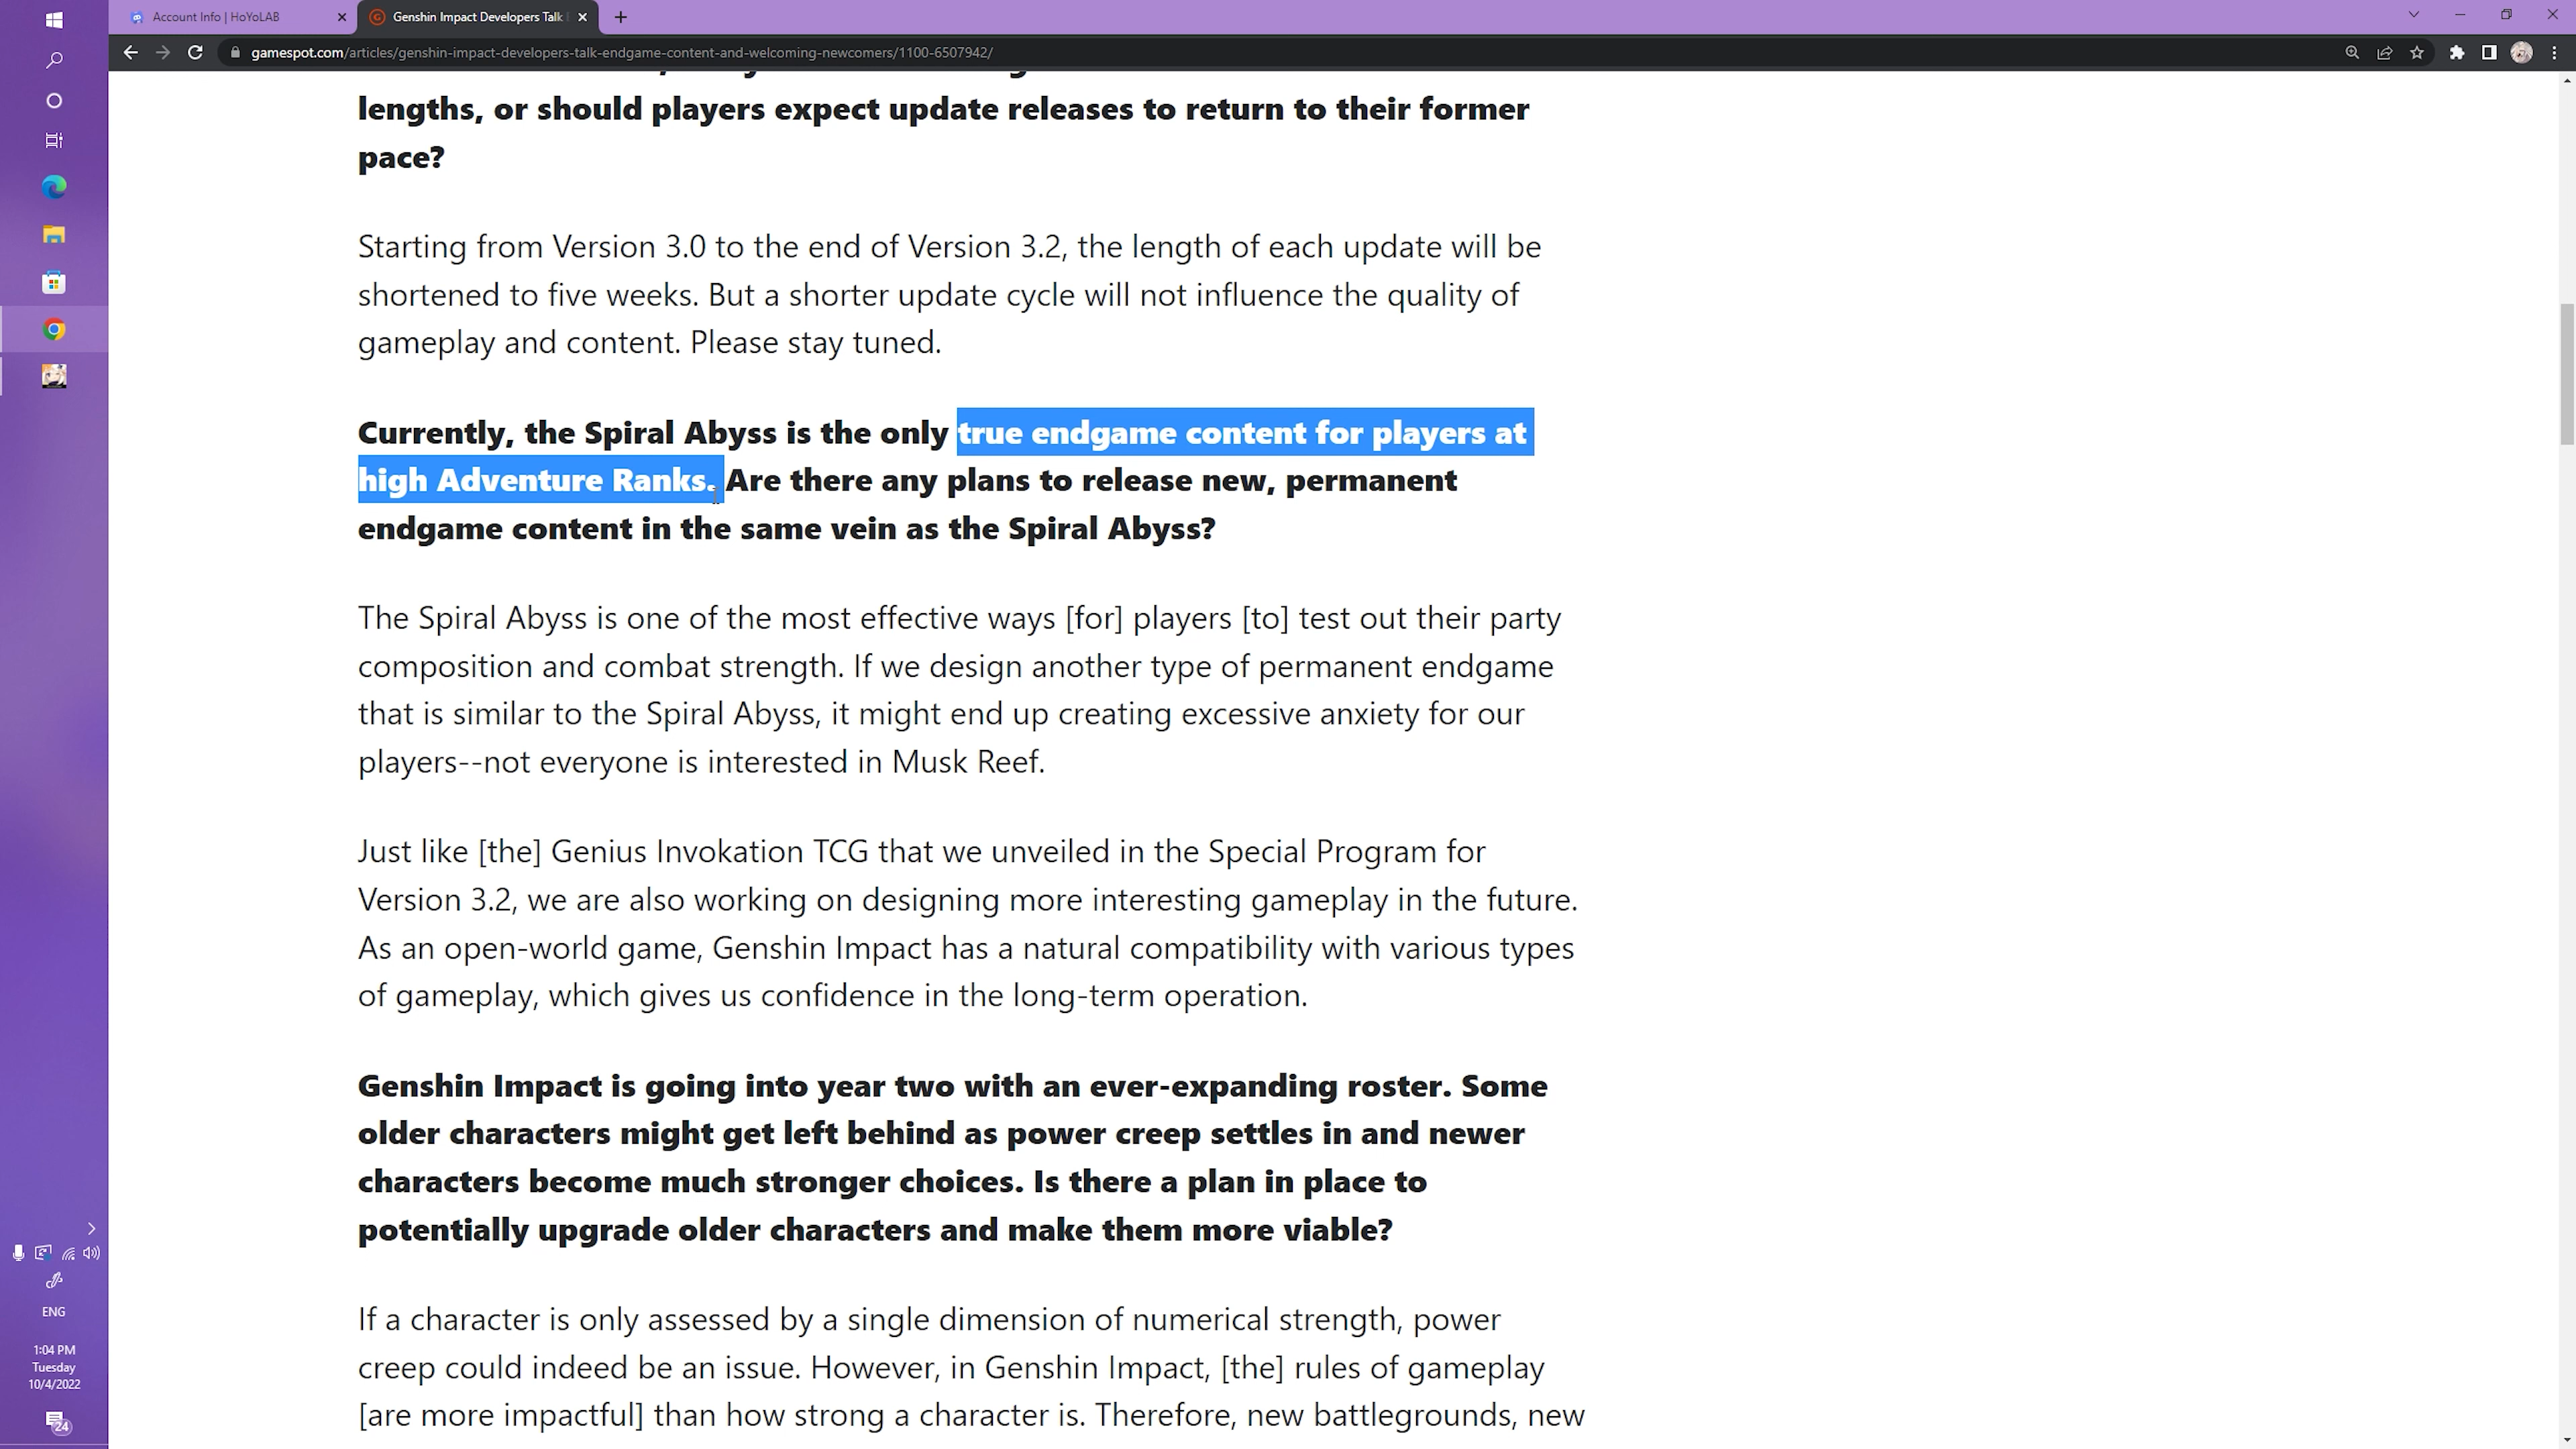 Account Info | HoYoLAB
Genshin Impact Developers Talk
gamespot.com/articles/genshin-impact-developers-talk-endgame-content-and-welcoming-newcomers/1100-6507942/
lengths, or should players expect update releases to return to their former
pace?
Starting from Version 3.0 to the end of Version 3.2, the length of each update will be
shortened to five weeks. But a shorter update cycle will not influence the quality of
gameplay and content. Please stay tuned.
Currently, the Spiral Abyss is the only true endgame content for players at
high Adventure Ranks. Are there any plans to release new, permanent
endgame content in the same vein as the Spiral Abyss?
The Spiral Abyss is one of the most effective ways [for] players [to] test out their party
composition and combat strength. If we design another type of permanent endgame
that is similar to the Spiral Abyss, it might end up creating excessive anxiety for our
players--not everyone is interested in Musk Reef.
Just like [the] Genius Invokation TCG that we unveiled in the Special Program for
Version 3.2, we are also working on designing more interesting gameplay in the future.
As an open-world game, Genshin Impact has a natural compatibility with various types
of gameplay, which gives us confidence in the long-term operation.
Genshin Impact is going into year two with an ever-expanding roster. Some
older characters might get left behind as power creep settles in and newer
characters become much stronger choices. Is there a plan in place to
potentially upgrade older characters and make them more viable?
If a character is only assessed by a single dimension of numerical strength, power
creep could indeed be an issue. However, in Genshin Impact, [the] rules of gameplay
[are more impactful] than how strong a character is. Therefore, new battlegrounds, new
ENG
1:04 PM
Tuesday
10/4/2022
24